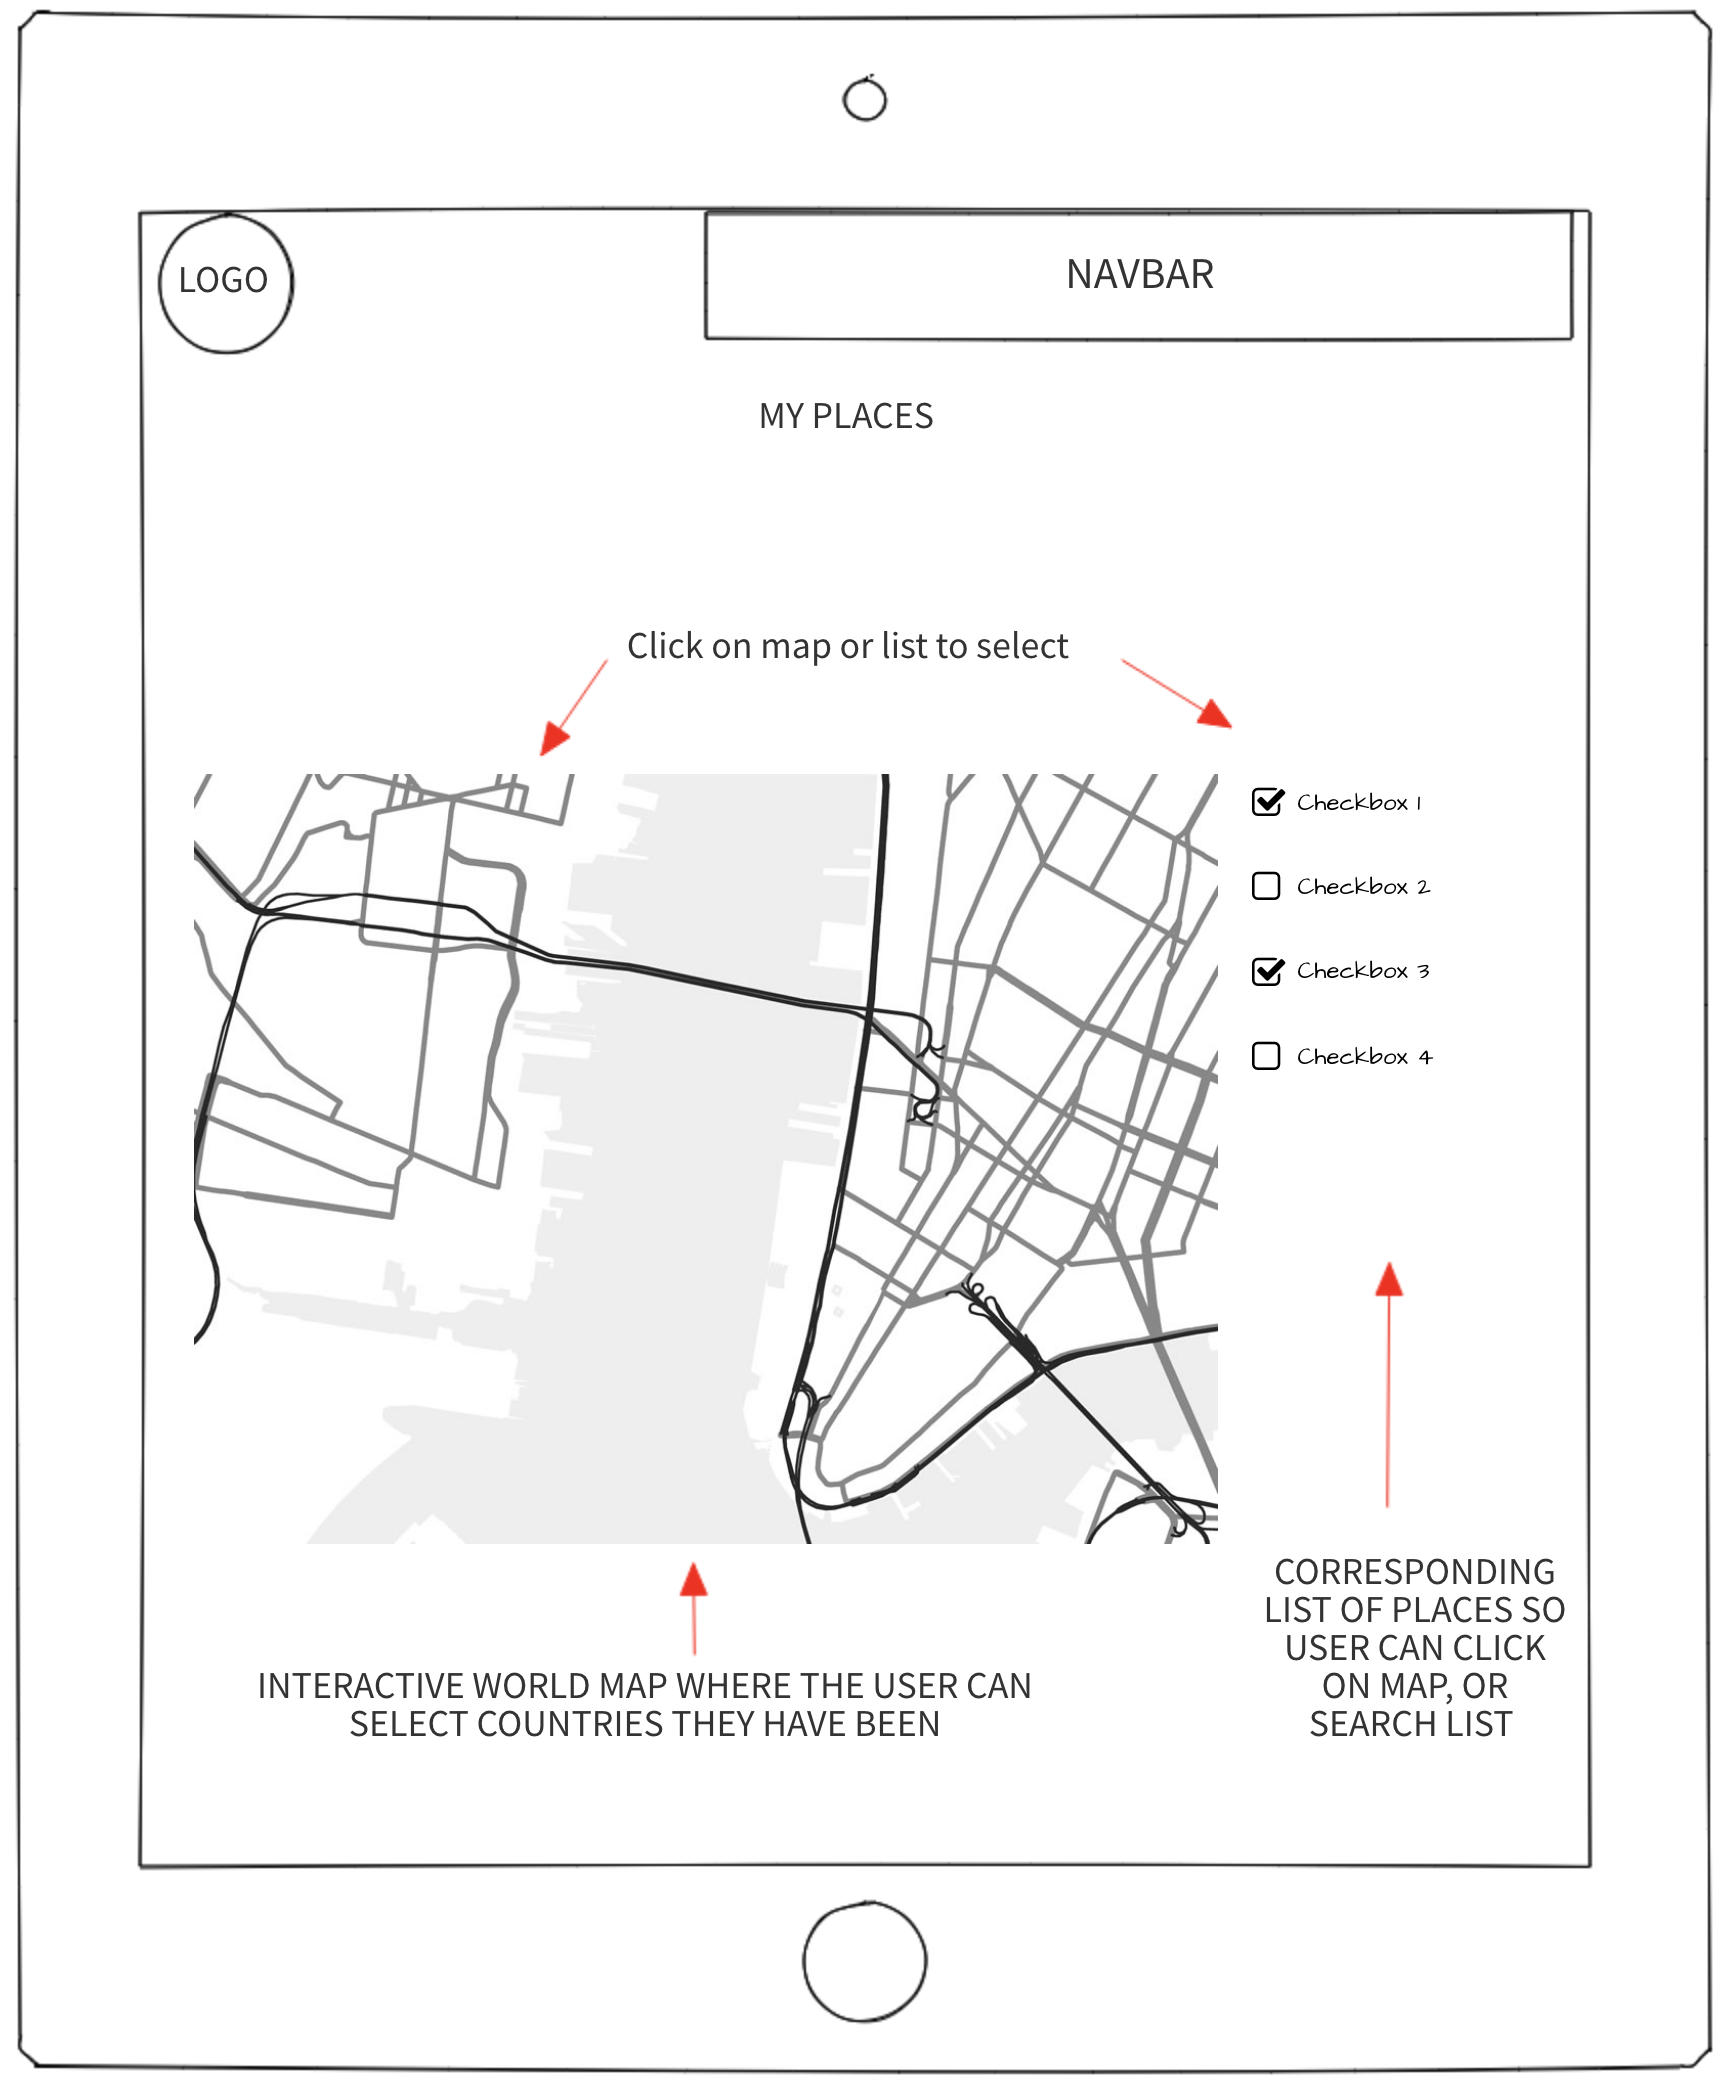 LOGO
NAVBAR
MY PLACES
Click on map or list to select
Checkbox 1
Checkbox 2
Checkbox 3
Checkbox 4
INTERACTIVE WORLD MAP WHERE THE USER CAN
SELECT COUNTRIES THEY HAVE BEEN
CORRESPONDING
LIST OF PLACES SO
USER CAN CLICK
ON MAP, OR
SEARCH LIST